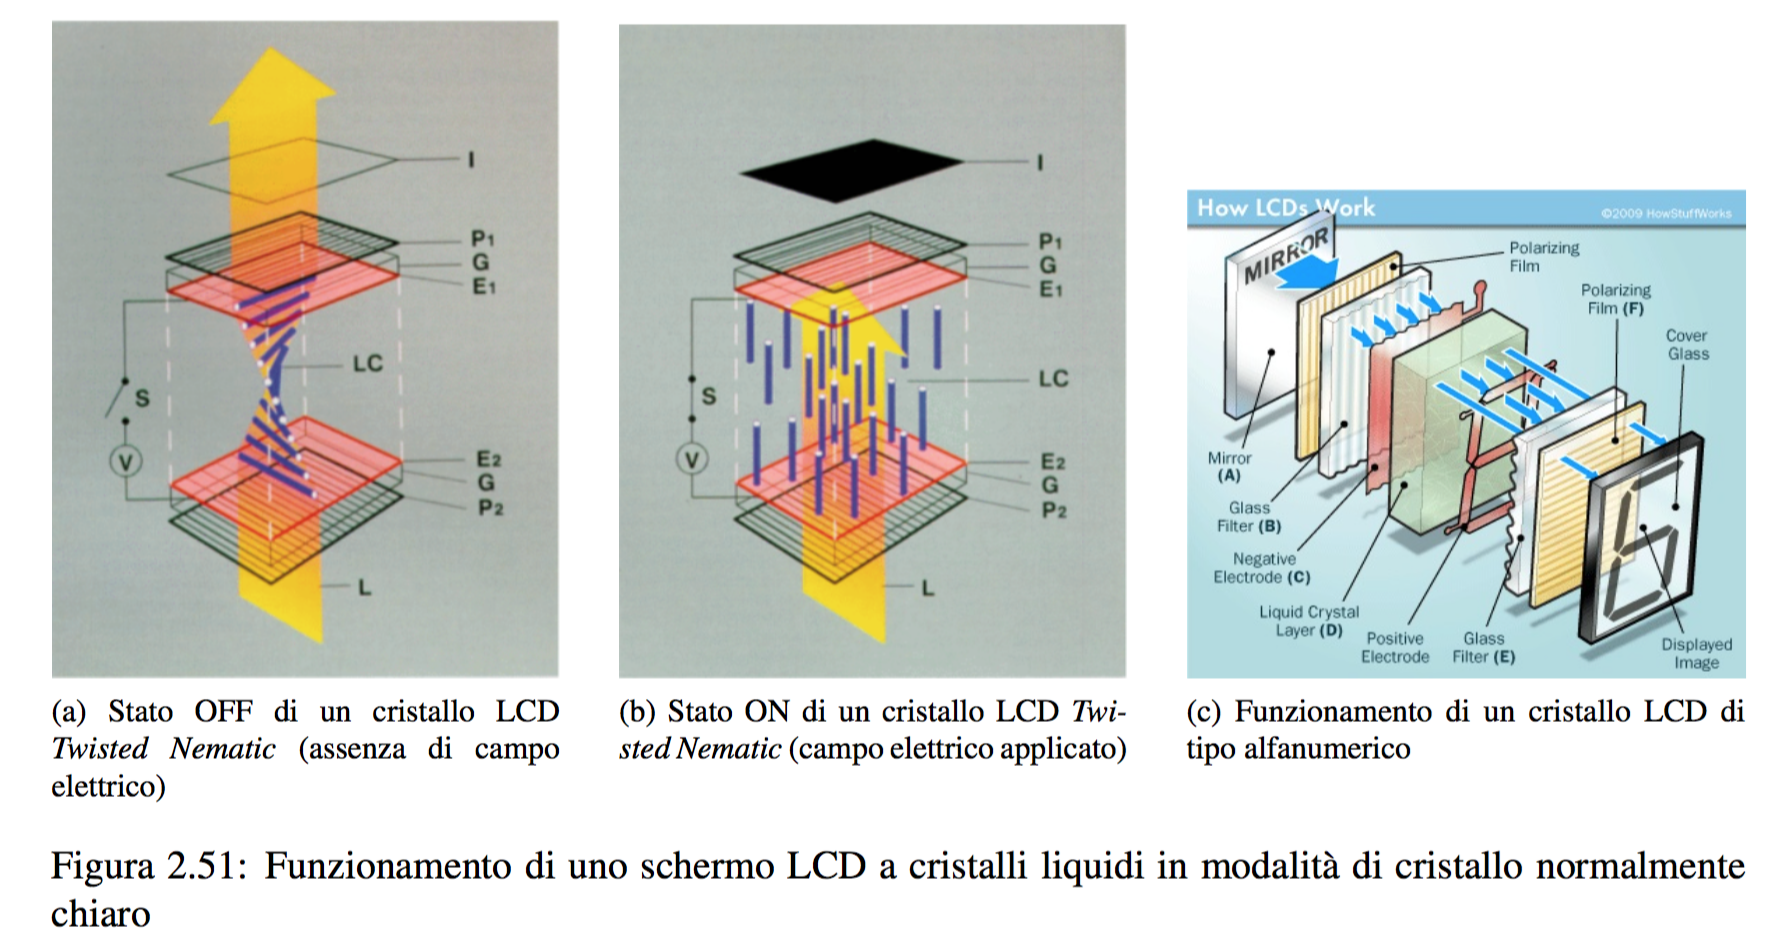 I
P1
G
E1
LC
S
V
E2
G
P2
L
I
P1
G
E1
LC
S
V
E2
G
P2
L
How LCDs Work
©2009 HowStuffWorks
MIRROR
Polarizing
Film
Polarizing
Film (F)
Cover
Glass
Mirror
(A)
Glass
Filter (B)
Negative
Electrode (C)
Liquid Crystal
Layer (D)
Positive
Electrode
Glass
Filter (E)
Displayed
Image
(a) Stato OFF di un cristallo LCD
Twisted Nematic (assenza di campo
elettrico)
(b) Stato ON di un cristallo LCD Twi-
sted Nematic (campo elettrico applicato)
(c) Funzionamento di un cristallo LCD di
tipo alfanumerico
Figura 2.51: Funzionamento di uno schermo LCD a cristalli liquidi in modalità di cristallo normalmente
chiaro